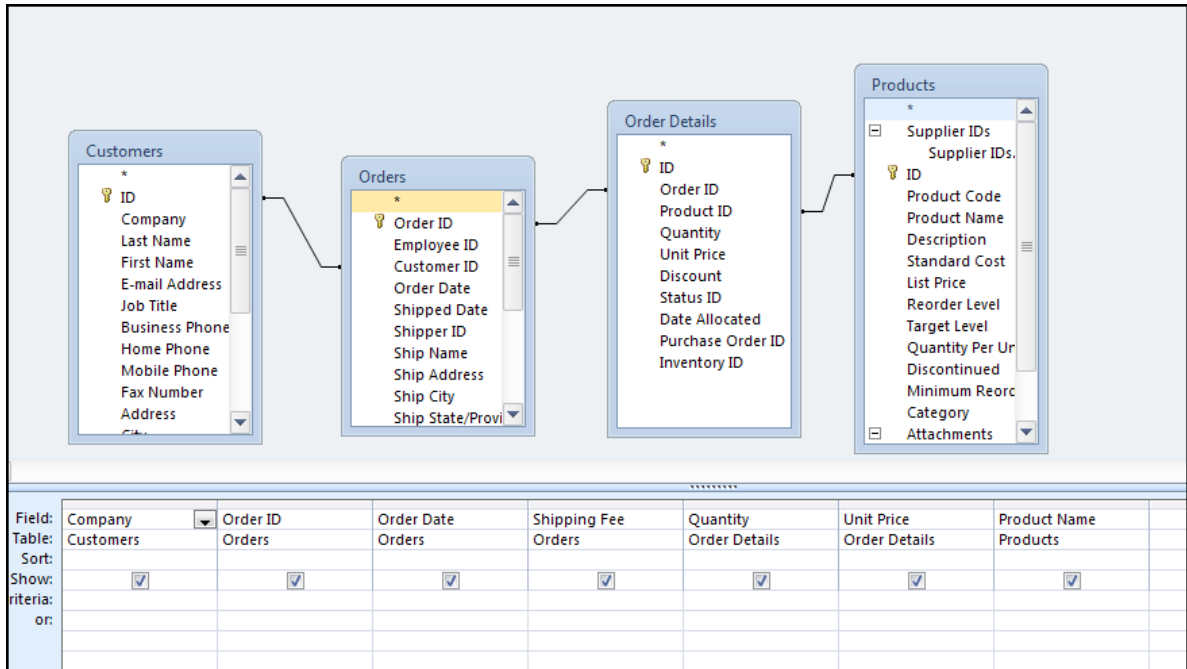 Customers
*
ID
Company
Last Name
First Name
E-mail Address
Job Title
Business Phone
Home Phone
Mobile Phone
Fax Number
Address
City
Orders
*
Order ID
Employee ID
Customer ID
Order Date
Shipped Date
Shipper ID
Ship Name
Ship Address
Ship City
Ship State/Provi
Order Details
*
ID
Order ID
Product ID
Quantity
Unit Price
Discount
Status ID
Date Allocated
Purchase Order ID
Inventory ID
Products
*
Supplier IDs
Supplier IDs.
ID
Product Code
Product Name
Description
Standard Cost
List Price
Reorder Level
Target Level
Quantity Per Un
Discontinued
Minimum Reorc
Category
Attachments
Field: Company Order ID Order Date Shipping Fee Quantity Unit Price Product Name
Table: Customers Orders Orders Orders Order Details Order Details Products
Sort:
Show:
riteria:
or: